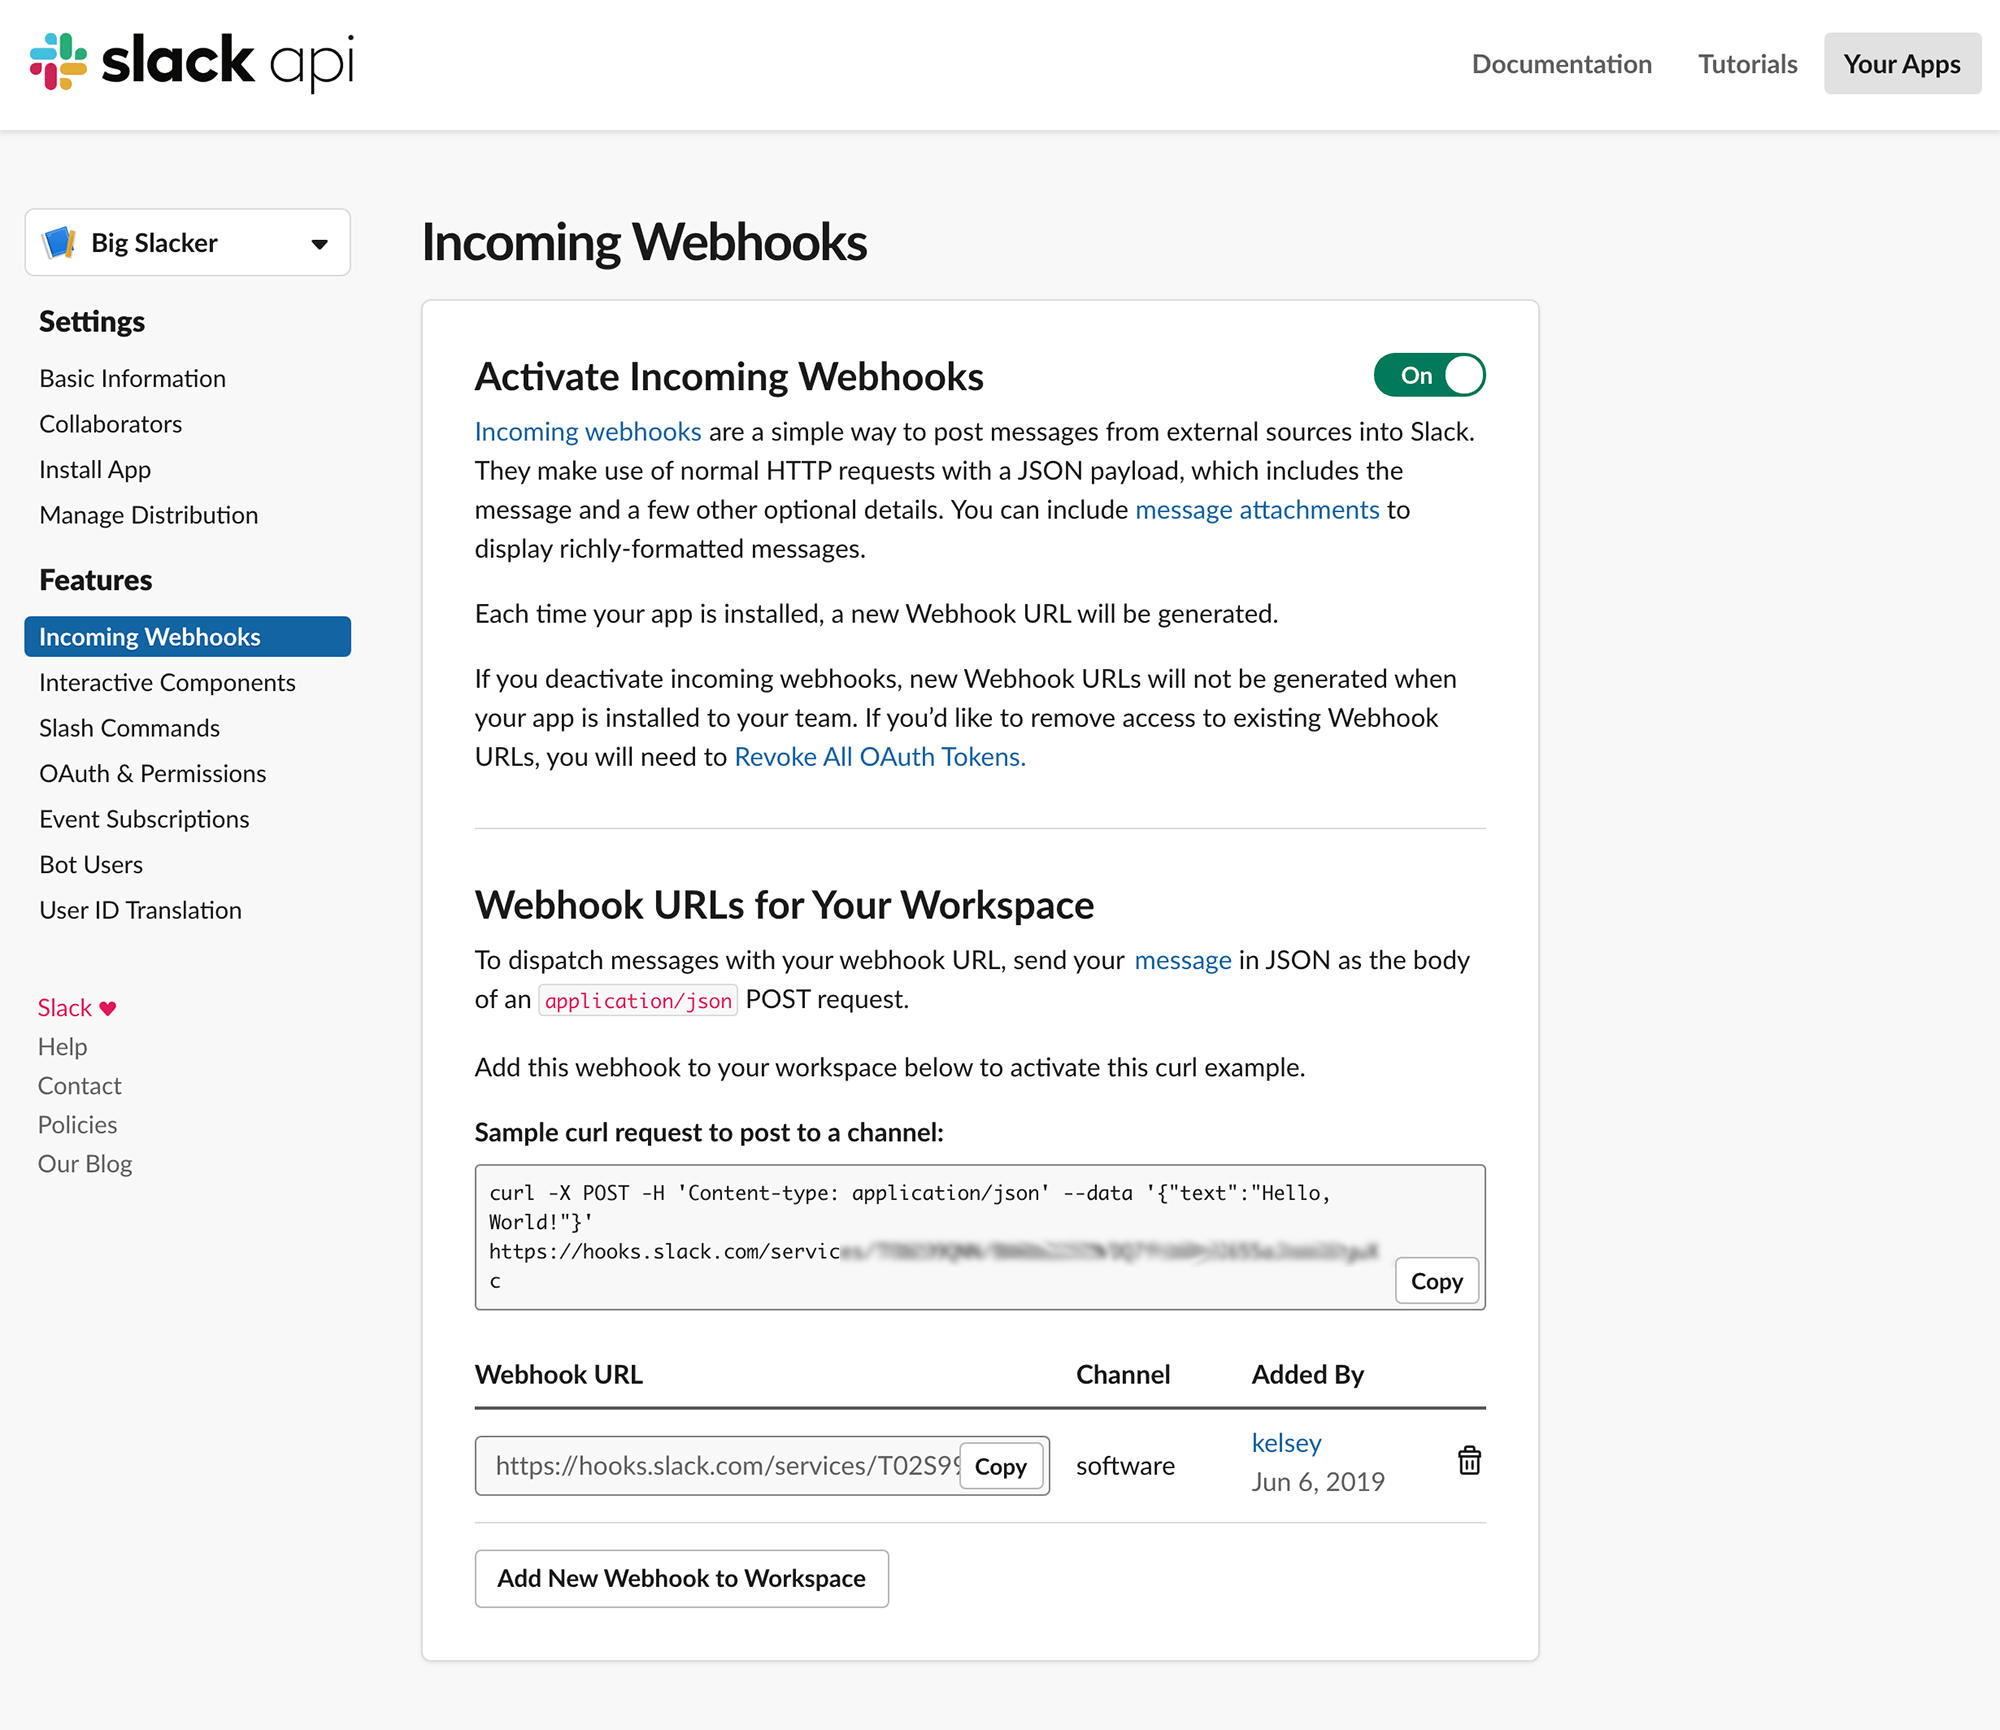 slack api
Documentation
Tutorials
Your Apps
Big Slacker
Settings
Basic Information
Collaborators
Install App
Manage Distribution
Features
Incoming Webhooks
Interactive Components
Slash Commands
OAuth & Permissions
Event Subscriptions
Bot Users
User ID Translation
Slack ♥
Help
Contact
Policies
Our Blog
Incoming Webhooks
Activate Incoming Webhooks
On
Incoming webhooks are a simple way to post messages from external sources into Slack.
They make use of normal HTTP requests with a JSON payload, which includes the
message and a few other optional details. You can include message attachments to
display richly-formatted messages.
Each time your app is installed, a new Webhook URL will be generated.
If you deactivate incoming webhooks, new Webhook URLs will not be generated when
your app is installed to your team. If you’d like to remove access to existing Webhook
URLs, you will need to Revoke All OAuth Tokens.
Webhook URLs for Your Workspace
To dispatch messages with your webhook URL, send your message in JSON as the body
of an application/json POST request.
Add this webhook to your workspace below to activate this curl example.
Sample curl request to post to a channel:
curl -X POST -H 'Content-type: application/json' --data '{"text":"Hello,
World!"}'
https://hooks.slack.com/servic
c
Copy
Webhook URL
Channel
Added By
https://hooks.slack.com/services/T02S9
Copy
software
kelsey
Jun 6, 2019
Add New Webhook to Workspace